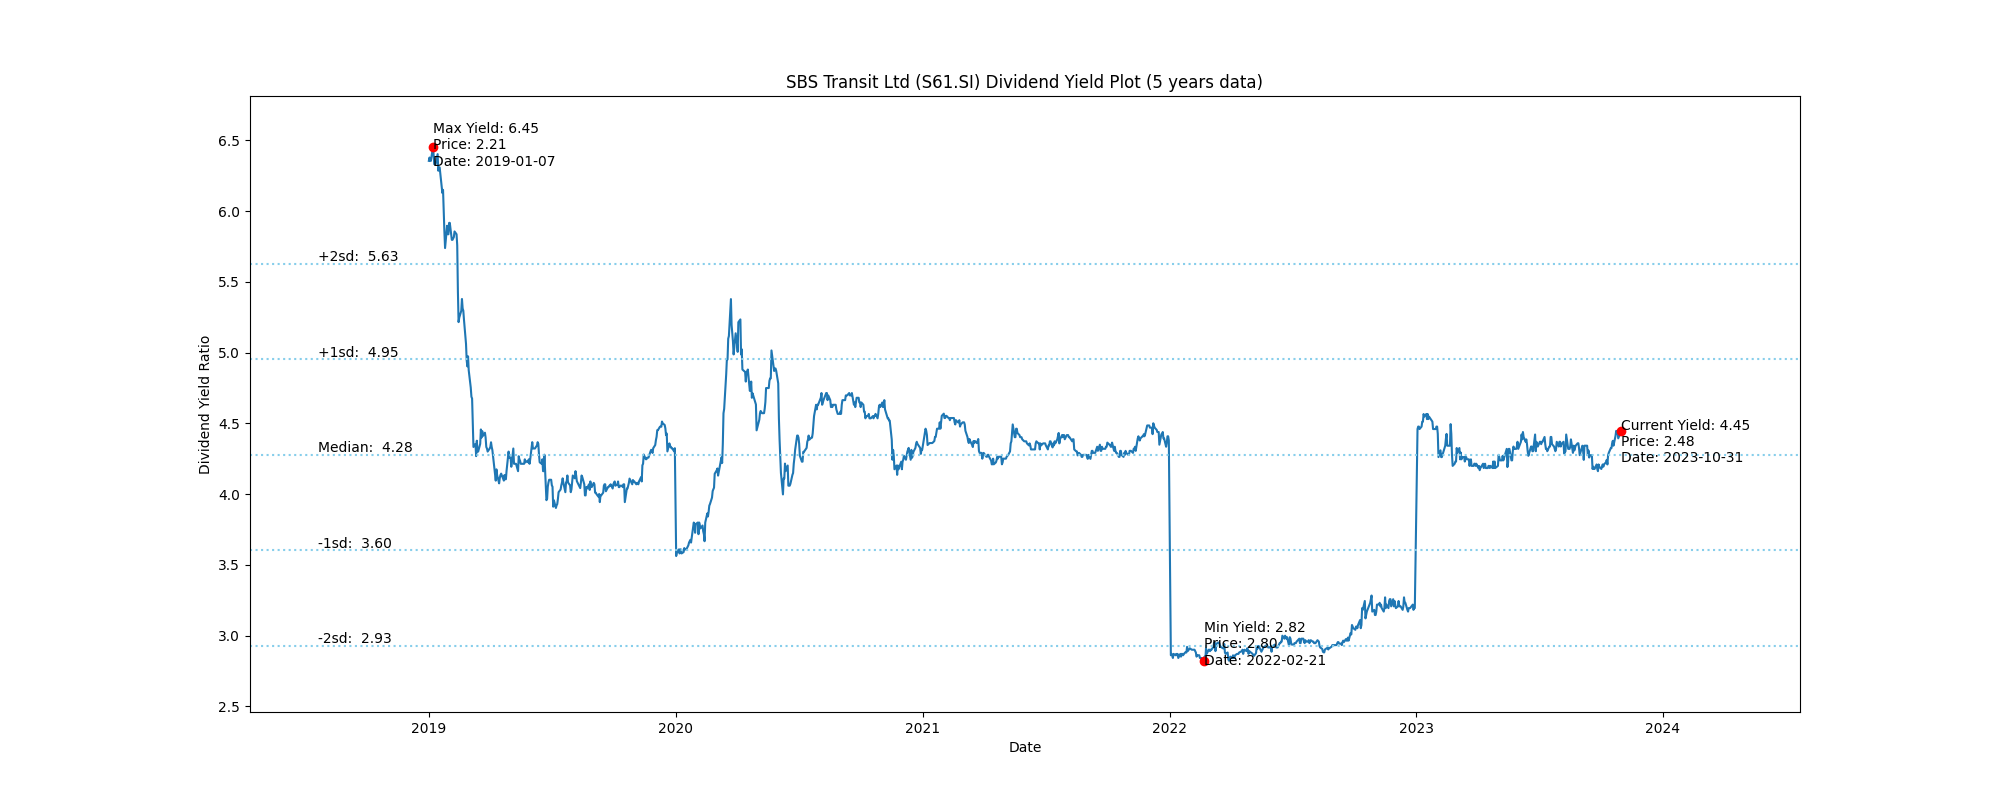 SBS Transit Ltd (S61.SI) Dividend Yield Plot (5 years data)
Max Yield: 6.45
Price: 2.21
Date: 2019-01-07
+2sd:  5.63
+1sd:  4.95
Median:  4.28
-1sd:  3.60
-2sd:  2.93
Min Yield: 2.82
Price: 2.80
Date: 2022-02-21
Current Yield: 4.45
Price: 2.48
Date: 2023-10-31
Dividend Yield Ratio
6.5
6.0
5.5
5.0
4.5
4.0
3.5
3.0
2.5
2019
2020
2021
2022
2023
2024
Date